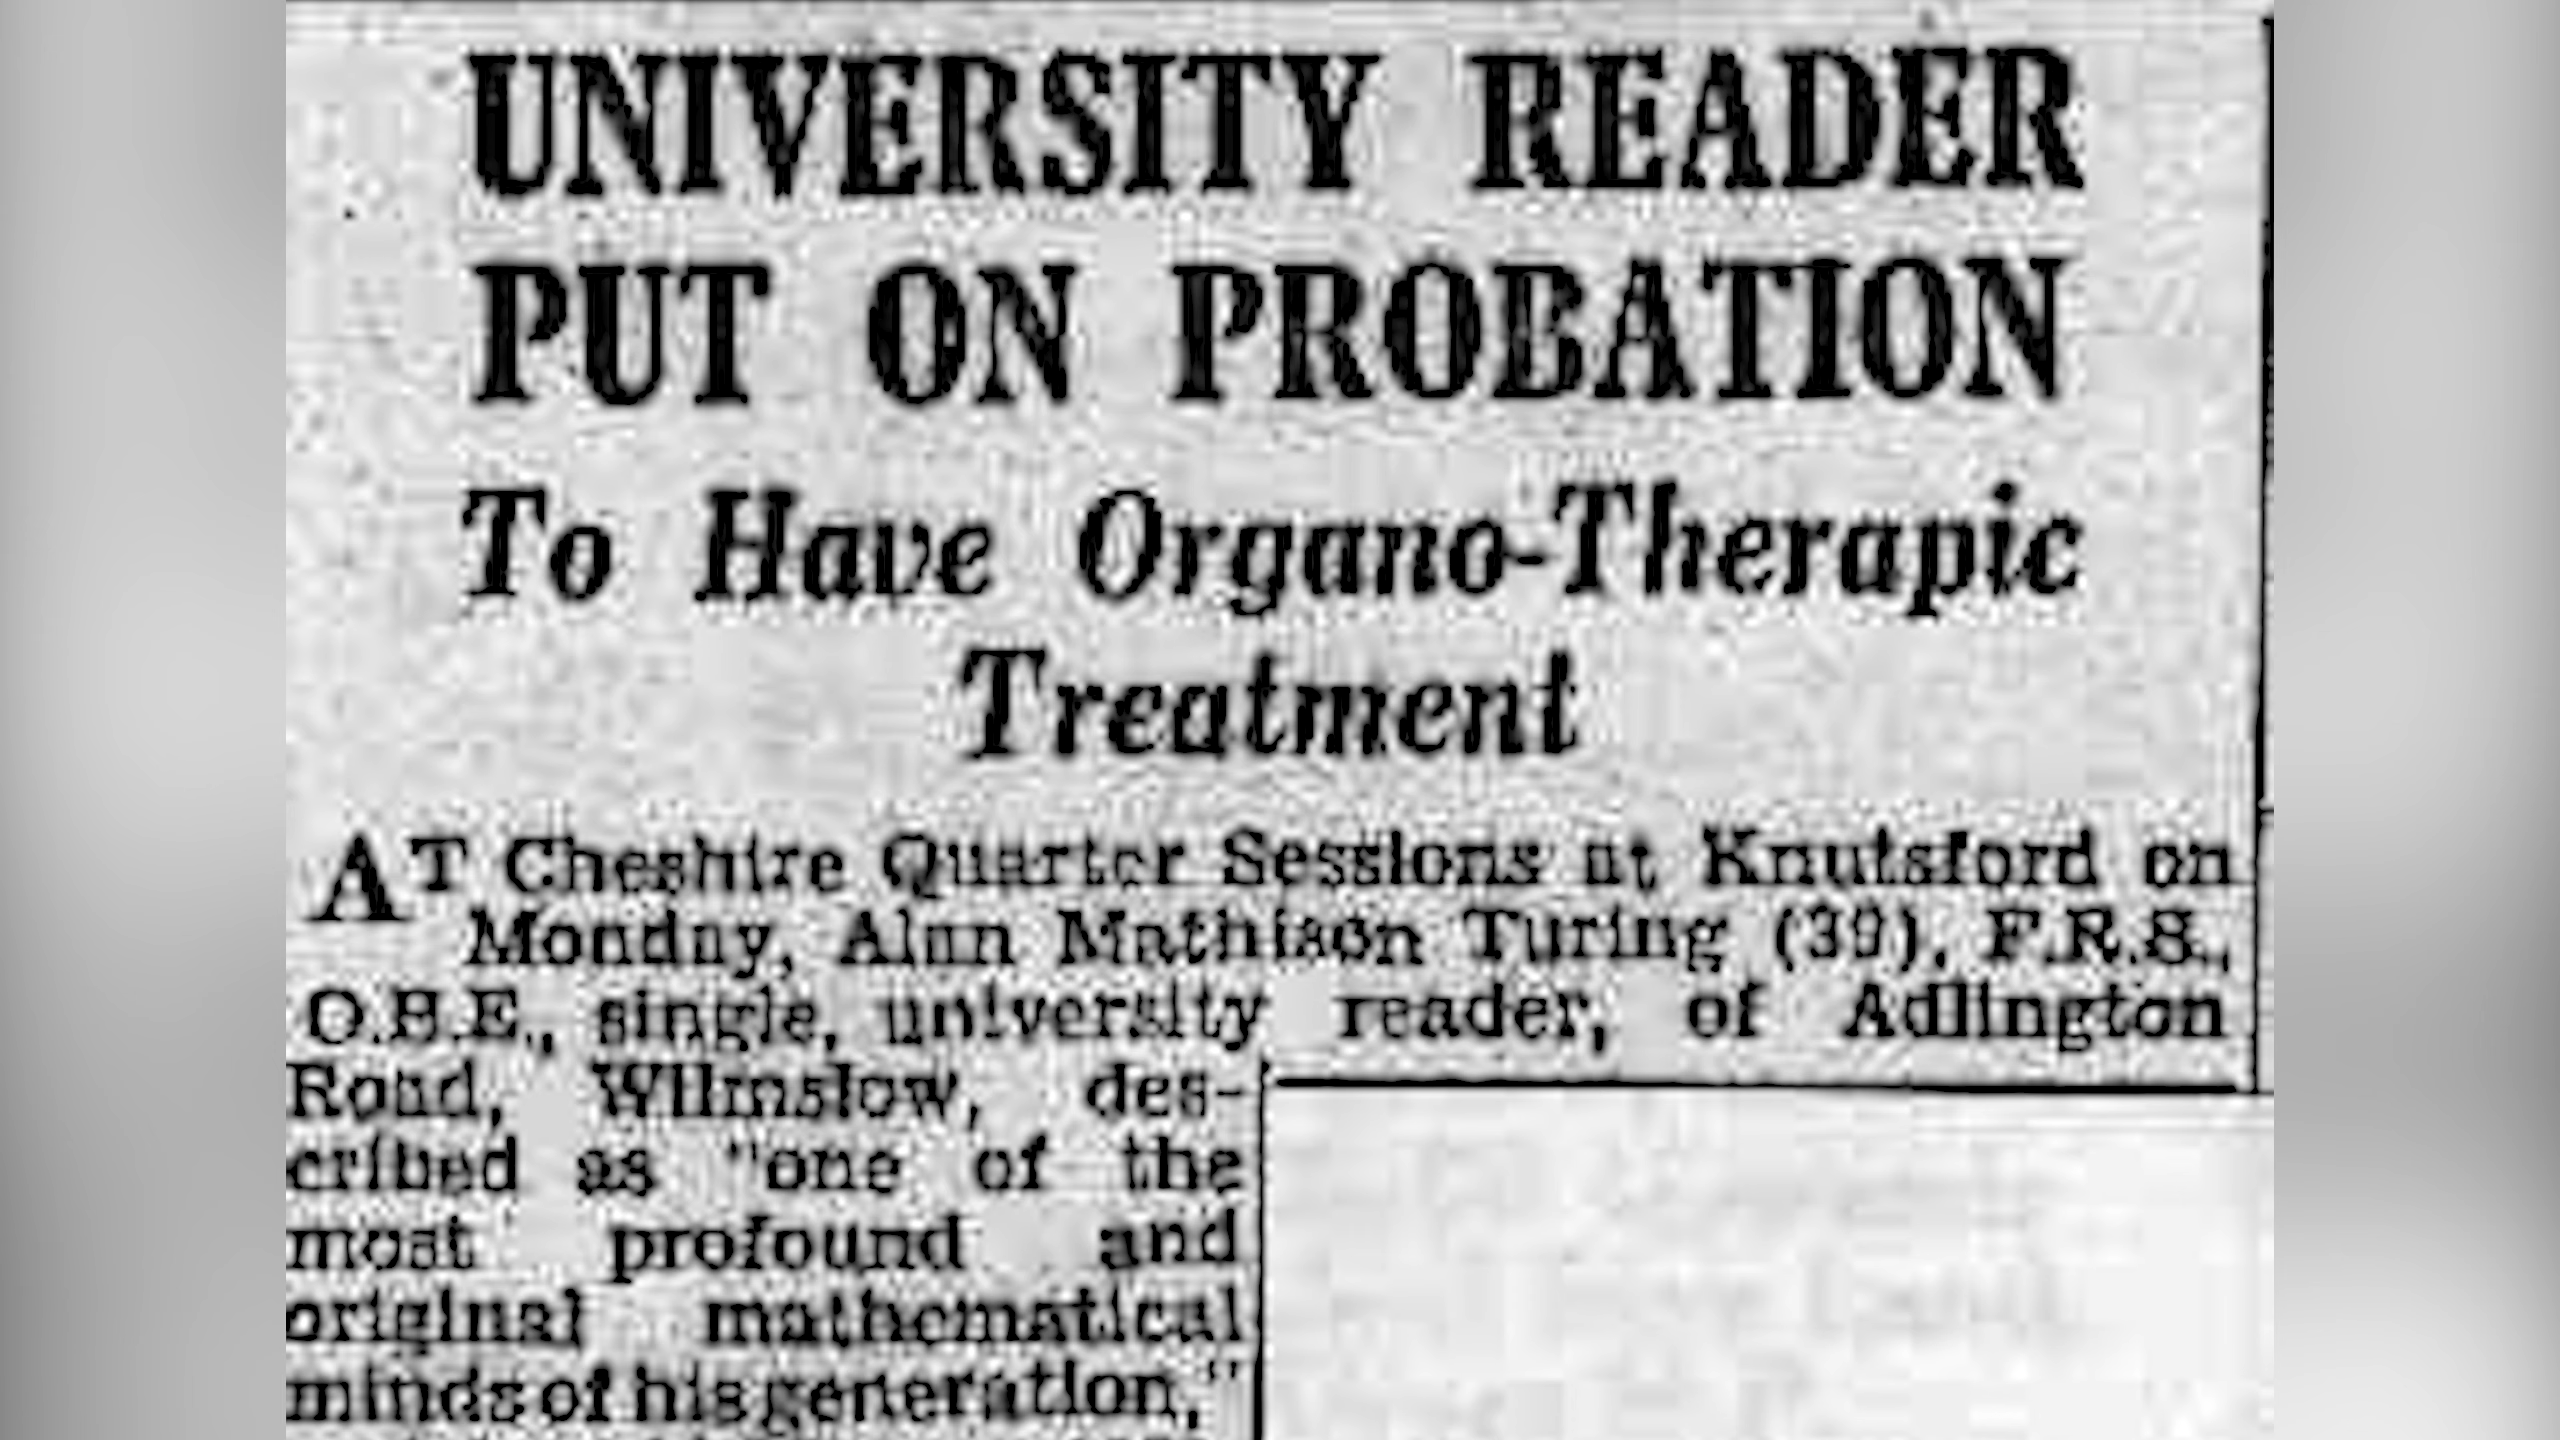 UNIVERSITY READER
PUT ON PROBATION
To Have Organo-Therapic
Treatment
AT Cheshire Quarter Sessions at Knutsford on
Monday, Alan Mathison Turing (39), F.R.S.,
O.B.E., single, university reader, of Adlington
Road, Wilmslow, des-
cribed as "one of the
most profound and
original mathematical
minds of his generation,"